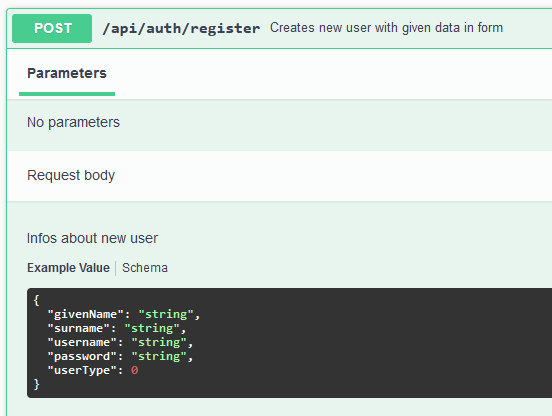 POST /api/auth/register Creates new user with given data in form
Parameters
No parameters
Request body
Infos about new user
Example Value Schema
{
"givenName": "string",
"surname": "string",
"username": "string",
"password": "string",
"userType": 0
}